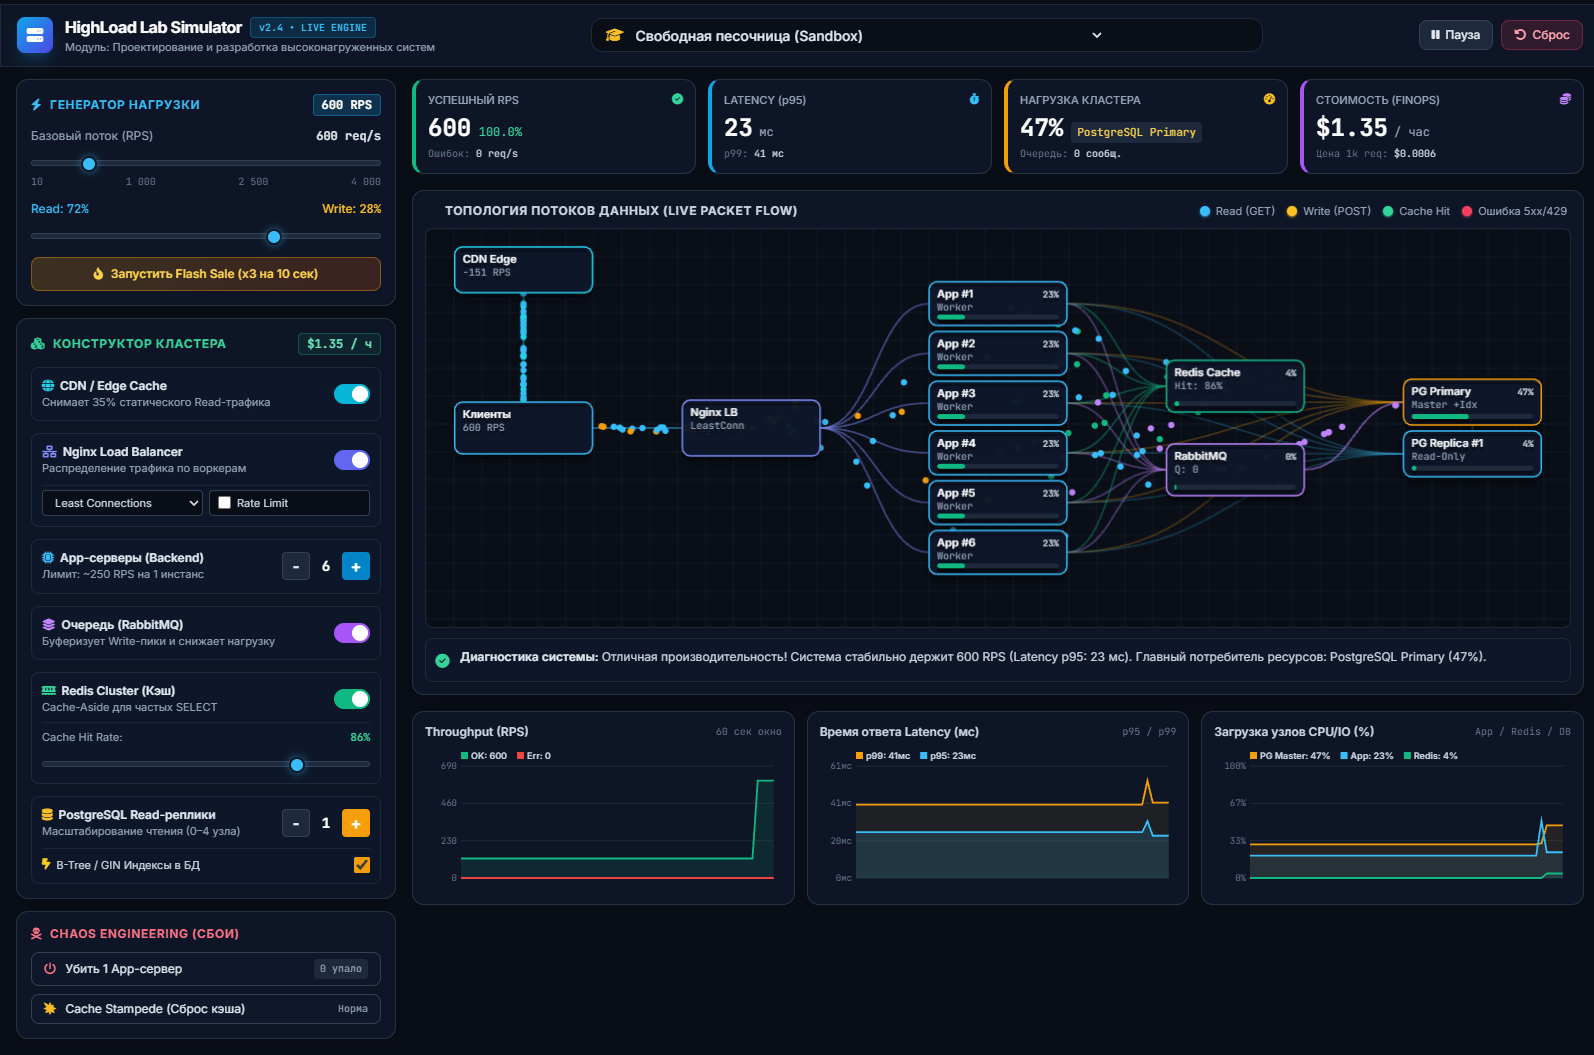 HighLoad Lab Simulator
v2.4 • LIVE ENGINE
Модуль: Проектирование и разработка высоконагруженных систем
Свободная песочница (Sandbox)
Пауза
Сброс
ГЕНЕРАТОР НАГРУЗКИ
600 RPS
Базовый поток (RPS)
600 req/s
10
1 000
2 500
4 000
Read: 72%
Write: 28%
Запустить Flash Sale (x3 на 10 сек)
КОНСТРУКТОР КЛАСТЕРА
$1.35 / ч
CDN / Edge Cache
Снимает 35% статического Read-трафика
Nginx Load Balancer
Распределение трафика по воркерам
Least Connections
Rate Limit
App-серверы (Backend)
Лимит: ~250 RPS на 1 инстанс
-
6
+
Очередь (RabbitMQ)
Буферизует Write-пики и снижает нагрузку
Redis Cluster (Кэш)
Cache-Aside для частых SELECT
Cache Hit Rate:
86%
PostgreSQL Read-реплики
Масштабирование чтения (0–4 узла)
-
1
+
B-Tree / GIN Индексы в БД
CHAOS ENGINEERING (СБОИ)
Убить 1 App-сервер
0 упало
Cache Stampede (Сброс кэша)
Норма
УСПЕШНЫЙ RPS
600 100.0%
Ошибок: 0 req/s
LATENCY (p95)
23 мс
p99: 41 мс
НАГРУЗКА КЛАСТЕРА
47% PostgreSQL Primary
Очередь: 0 сообщ.
СТОИМОСТЬ (FINOPS)
$1.35 / час
Цена 1k req: $0.0006
ТОПОЛОГИЯ ПОТОКОВ ДАННЫХ (LIVE PACKET FLOW)
Read (GET)
Write (POST)
Cache Hit
Ошибка 5xx/429
CDN Edge
-151 RPS
Клиенты
600 RPS
Nginx LB
LeastConn
App #1
23%
Worker
App #2
23%
Worker
App #3
23%
Worker
App #4
23%
Worker
App #5
23%
Worker
App #6
23%
Worker
Redis Cache
4%
Hit: 86%
RabbitMQ
0%
Q: 0
PG Primary
47%
Master +Idx
PG Replica #1
4%
Read-Only
Диагностика системы: Отличная производительность! Система стабильно держит 600 RPS (Latency p95: 23 мс). Главный потребитель ресурсов: PostgreSQL Primary (47%).
Throughput (RPS)
60 сек окно
OK: 600
Err: 0
690
460
230
0
Время ответа Latency (мс)
p95 / p99
p99: 41мс
p95: 23мс
61мс
41мс
20мс
0мс
Загрузка узлов CPU/IO (%)
App / Redis / DB
PG Master: 47%
App: 23%
Redis: 4%
100%
67%
33%
0%